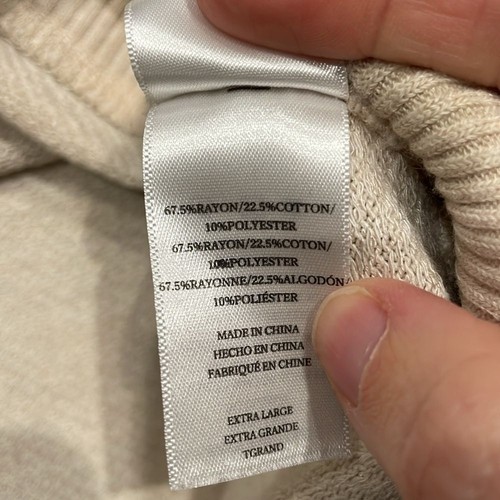 67.5%RAYON/22.5%COTTON/
10%POLYESTER
67.5%RAYON/22.5%COTON/
10%POLYESTER
67.5%RAYONNE/22.5%ALGODÓN/
10%POLIÉSTER
MADE IN CHINA
HECHO EN CHINA
FABRIQUÉ EN CHINE
EXTRA LARGE
EXTRA GRANDE
TGRAND